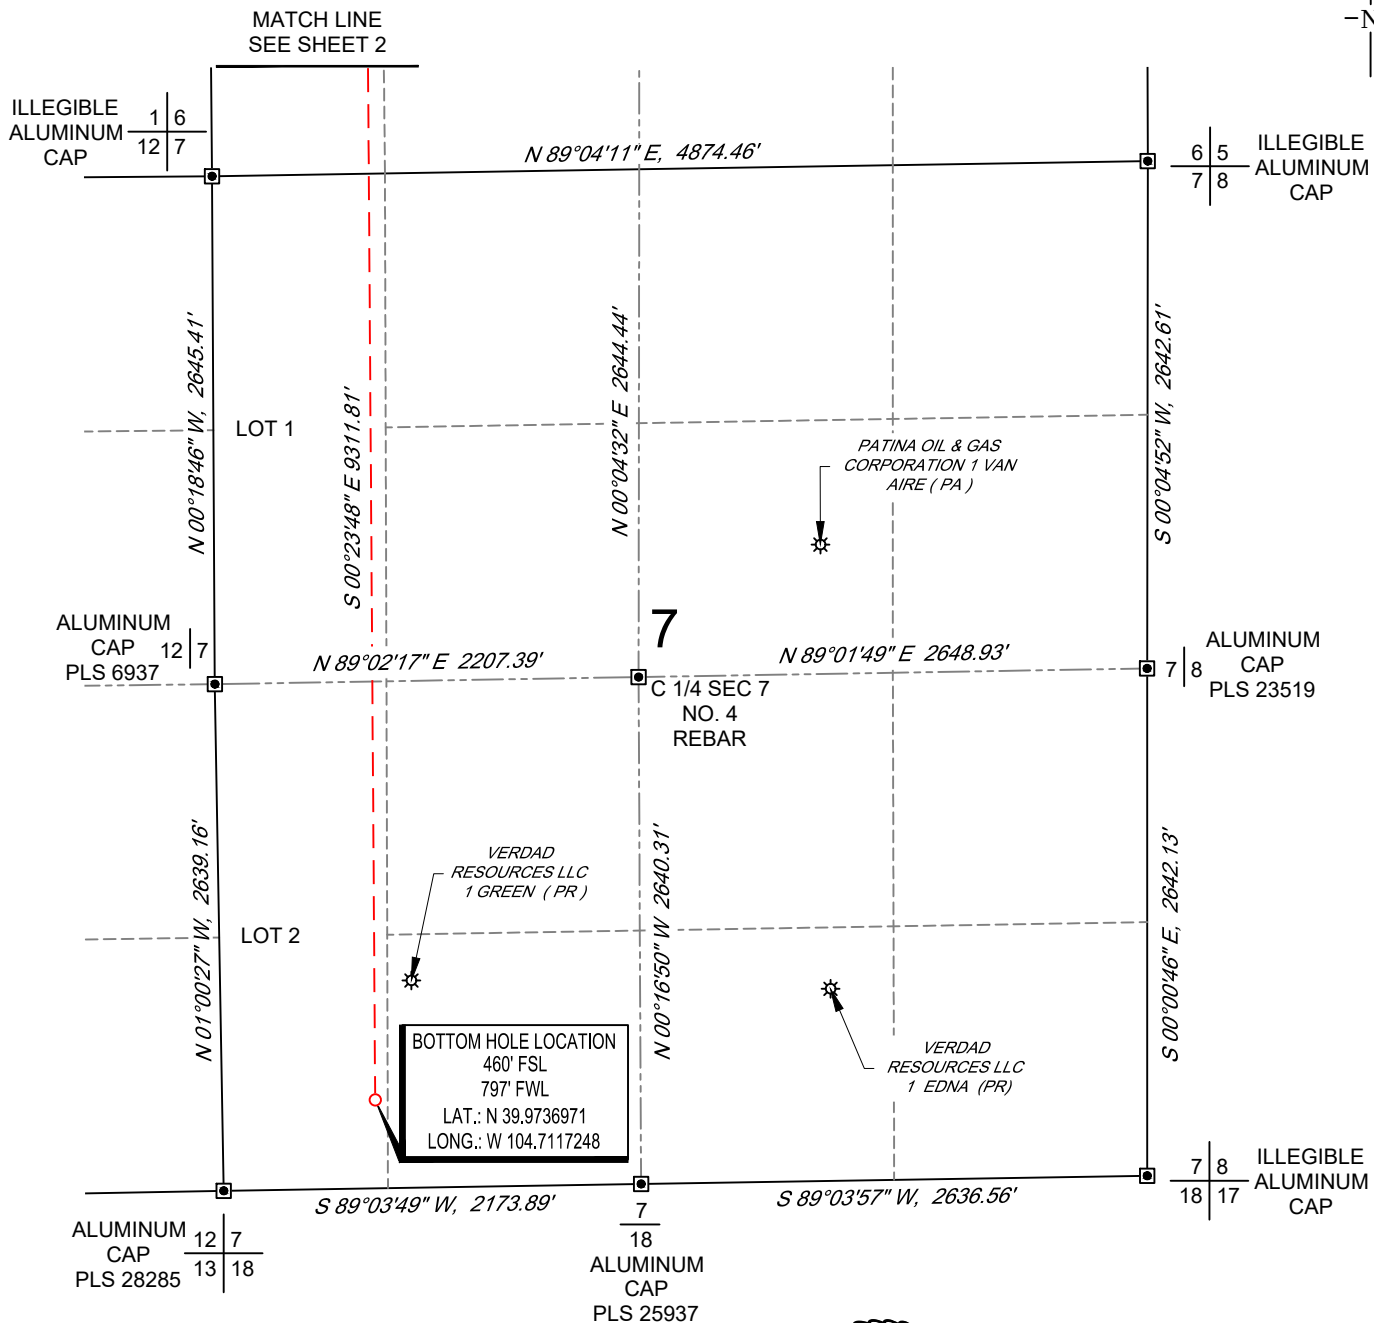 MATCH LINE
SEE SHEET 2
N
ILLEGIBLE
ALUMINUM
CAP
1 6
12 7
N 89°04'11" E, 4874.46'
6 5
7 8
ILLEGIBLE
ALUMINUM
CAP
N 00°18'46" W, 2645.41'
LOT 1
S 00°23'48" E 9311.81'
N 00°04'32" E 2644.44'
PATINA OIL & GAS
CORPORATION 1 VAN
AIRE ( PA )
S 00°04'52" W, 2642.61'
ALUMINUM
CAP
PLS 6937
12 7
N 89°02'17" E 2207.39'
7
N 89°01'49" E 2648.93'
C 1/4 SEC 7
NO. 4
REBAR
7 8
ALUMINUM
CAP
PLS 23519
N 01°00'27" W, 2639.16'
LOT 2
VERDAD
RESOURCES LLC
1 GREEN ( PR )
N 00°16'50" W 2640.31'
VERDAD
RESOURCES LLC
1 EDNA (PR)
S 00°00'46" E, 2642.13'
BOTTOM HOLE LOCATION
460' FSL
797' FWL
LAT.: N 39.9736971
LONG.: W 104.7117248
S 89°03'49" W, 2173.89'
S 89°03'57" W, 2636.56'
7 8
18 17
ILLEGIBLE
ALUMINUM
CAP
ALUMINUM
CAP
PLS 28285
12 7
13 18
7
18
ALUMINUM
CAP
PLS 25937